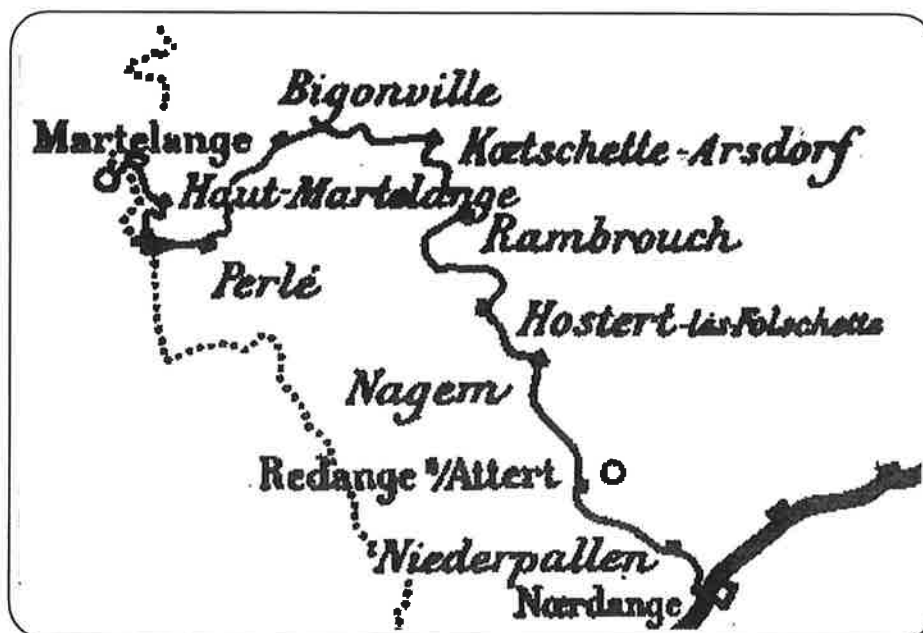 Bigonville
Martelange
Kœtschette-Arsdorf
Haut-Martelange
Rambrouch
Perlé
Hostert-lès-Folschette
Nagem
Redange s/Attert
Niederpallen
Nœrdange